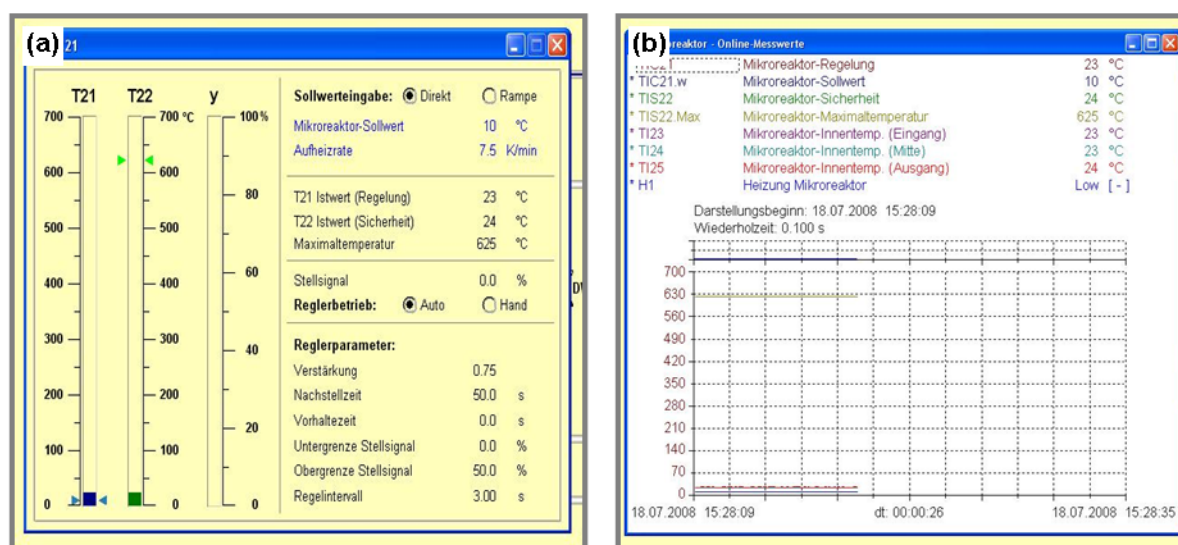 (a)
21
T21 T22 y
700 700 °C 100 %
600 600 80
500 500
400 400 60
300 300 40
200 200
100 100 20
0 0 0
Sollwerteingabe: Direkt Rampe
Mikroreaktor-Sollwert 10 °C
Aufheizrate 7.5 K/min
T21 Istwert (Regelung) 23 °C
T22 Istwert (Sicherheit) 24 °C
Maximaltemperatur 625 °C
Stellsignal 0.0 %
Reglerbetrieb: Auto Hand
Reglerparameter:
Verstärkung 0.75
Nachstellzeit 50.0 s
Vorhaltezeit 0.0 s
Untergrenze Stellsignal 0.0 %
Obergrenze Stellsignal 50.0 %
Regelintervall 3.00 s
(b)
reaktor - Online-Messwerte
Mikroreaktor-Regelung 23 °C
* TIC21.w Mikroreaktor-Sollwert 10 °C
* TIS22 Mikroreaktor-Sicherheit 24 °C
* TIS22.Max Mikroreaktor-Maximaltemperatur 625 °C
* TI23 Mikroreaktor-Innentemp. (Eingang) 23 °C
* TI24 Mikroreaktor-Innentemp. (Mitte) 23 °C
* TI25 Mikroreaktor-Innentemp. (Ausgang) 24 °C
* H1 Heizung Mikroreaktor Low [ - ]
Darstellungsbeginn: 18.07.2008 15:28:09
Wiederholzeit: 0.100 s
700
630
560
490
420
350
280
210
140
70
0
18.07.2008 15:28:09 dt: 00:00:26 18.07.2008 15:28:35